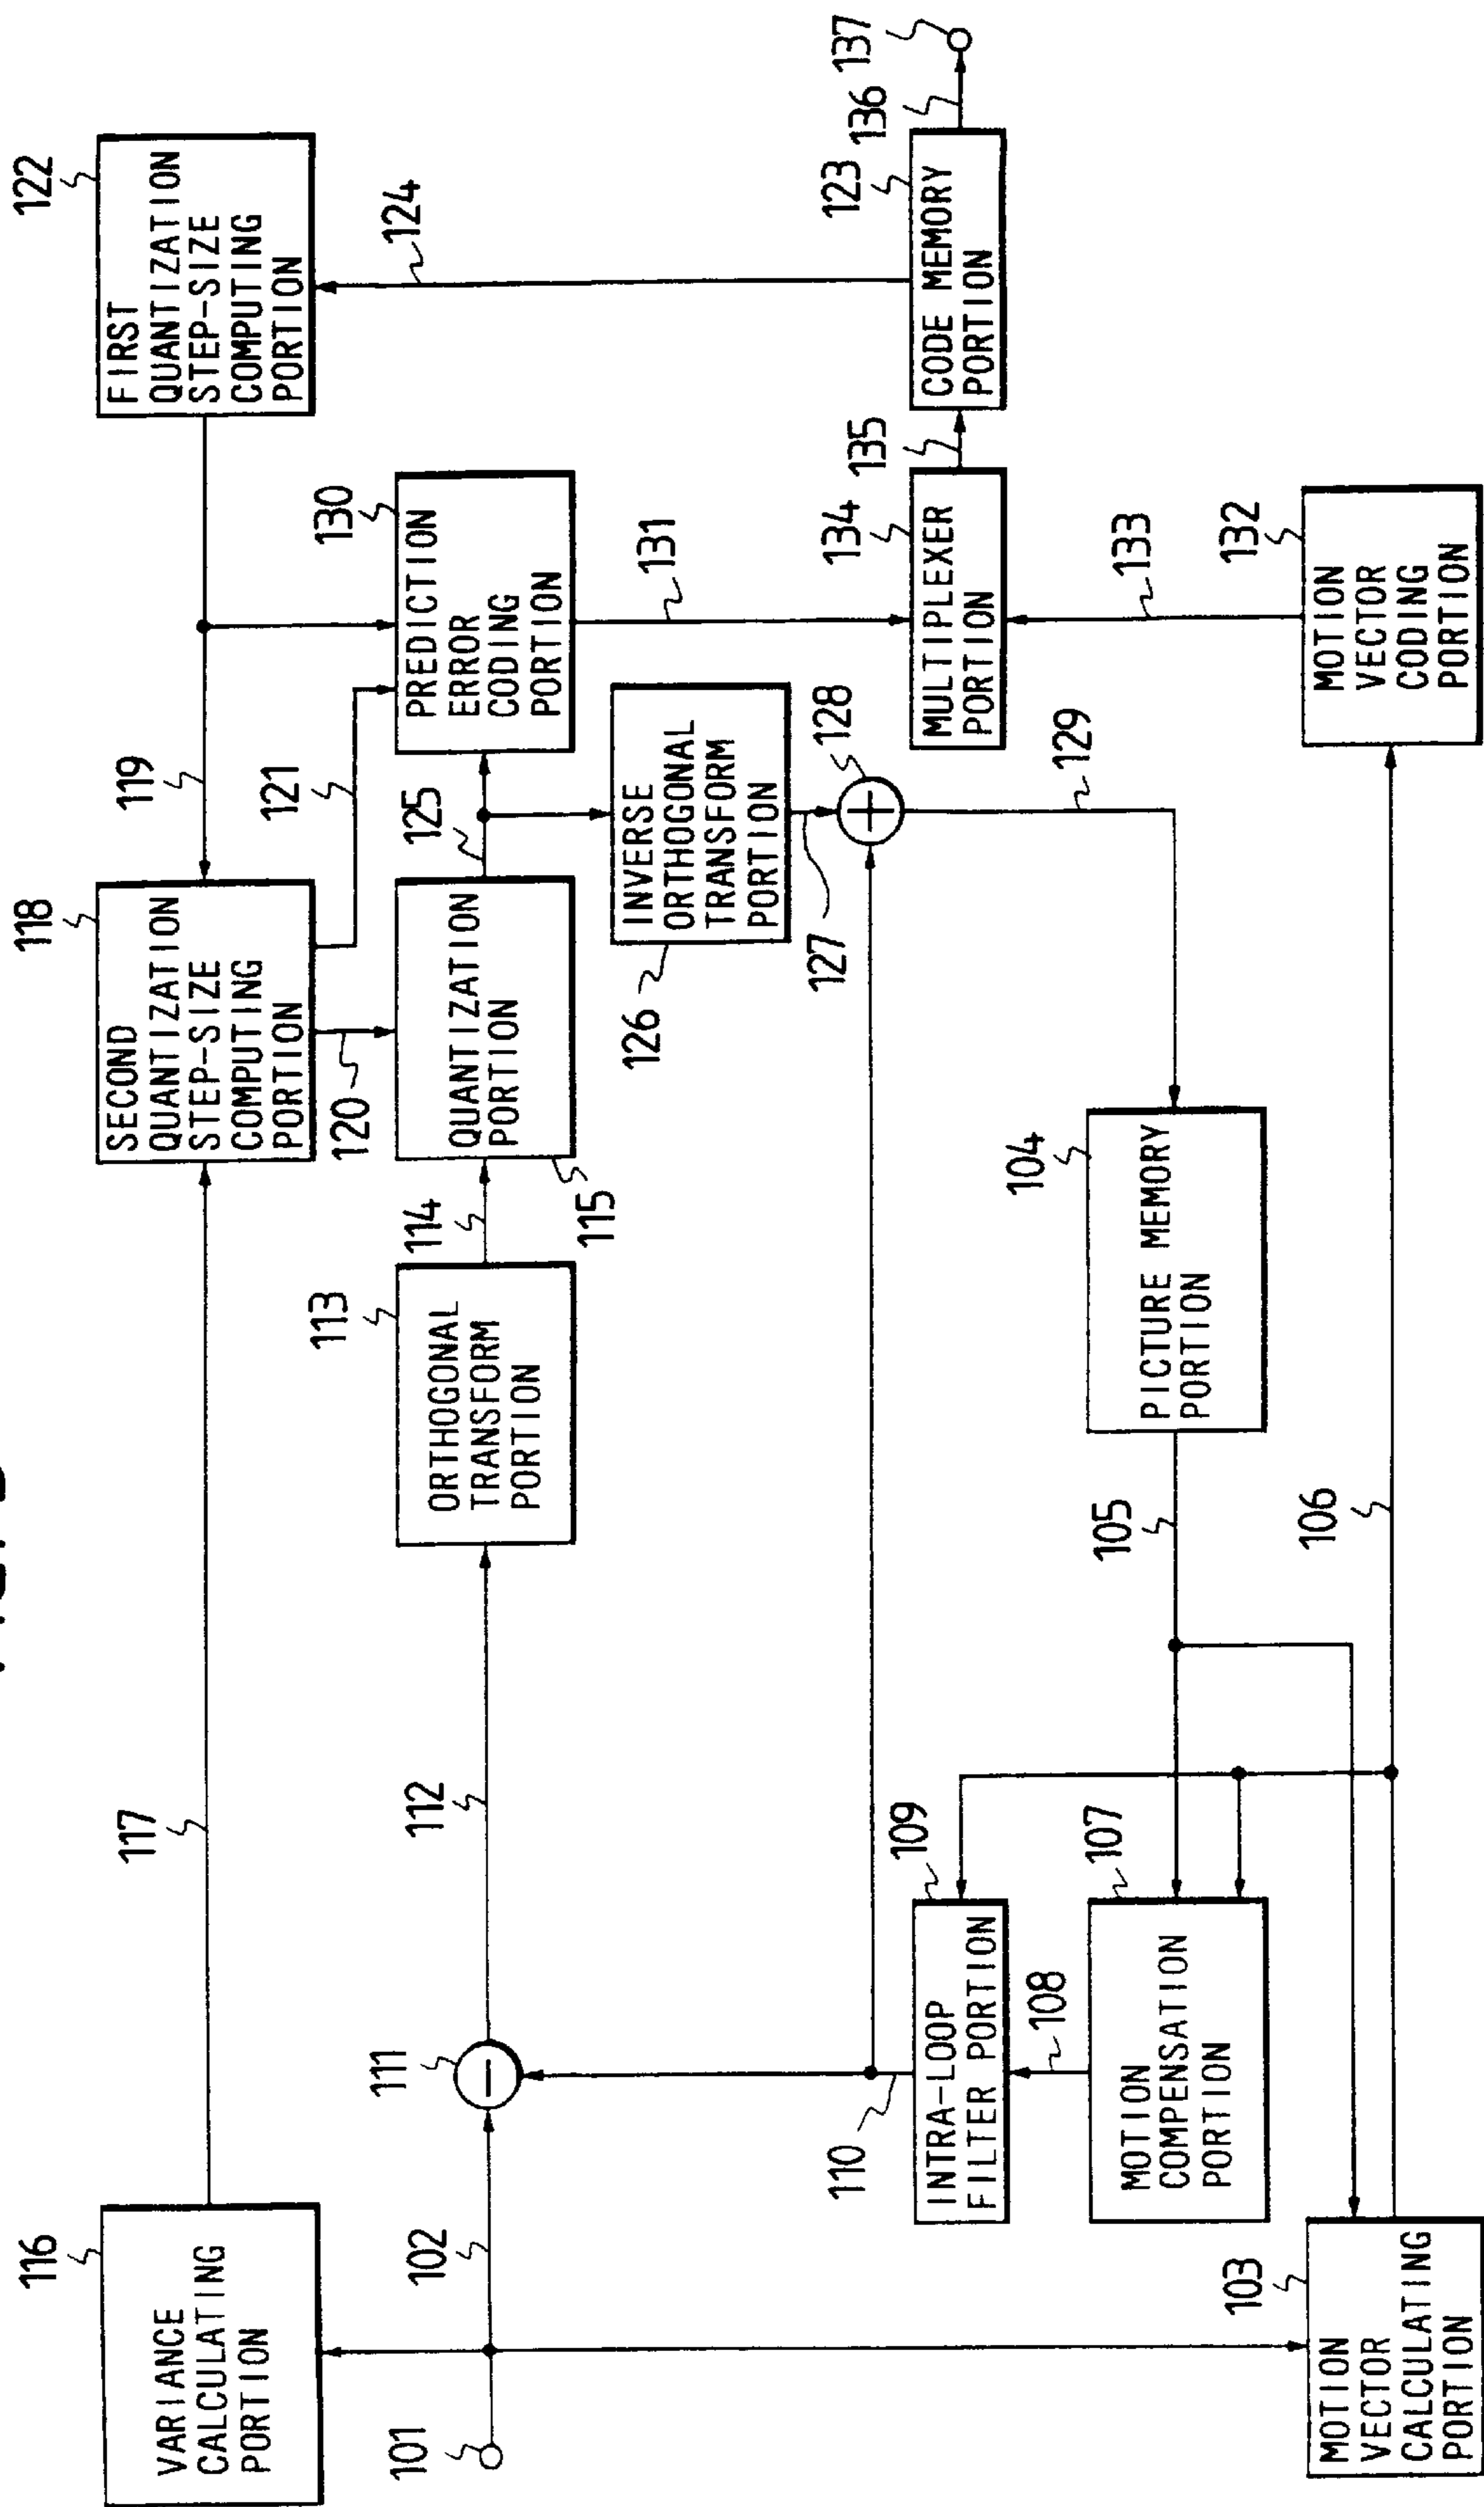 116
VARIANCE
CALCULATING
PORTION
117
118
SECOND
QUANTIZATION
STEP-SIZE
COMPUTING
PORTION
119
122
FIRST
QUANTIZATION
STEP-SIZE
COMPUTING
PORTION
101
102
111
112
113
ORTHOGONAL
TRANSFORM
PORTION
114
115
QUANTIZATION
PORTION
120
121
125
130
PREDICTION
ERROR
CODING
PORTION
124
126
INVERSE
ORTHOGONAL
TRANSFORM
PORTION
127
128
131
110
109
INTRA-LOOP
FILTER PORTION
108
107
MOTION
COMPENSATION
PORTION
105
104
PICTURE MEMORY
PORTION
129
134
MULTIPLEXER
PORTION
135
123
CODE MEMORY
PORTION
136
137
103
MOTION
VECTOR
CALCULATING
PORTION
106
133
132
MOTION
VECTOR
CODING
PORTION